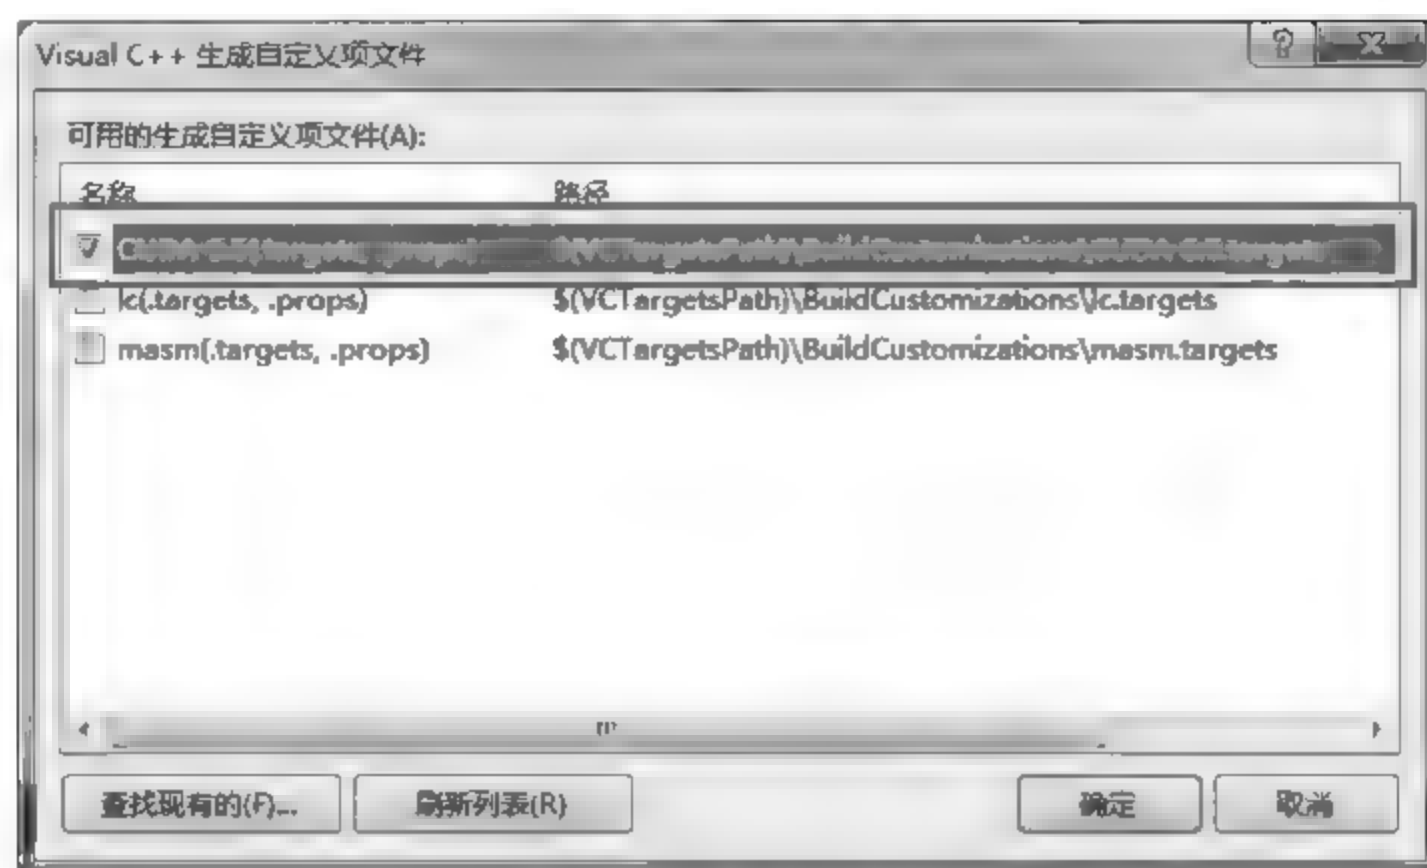 Visual C++ 生成自定义项文件
可用的生成自定义项文件(A):
名称 路径
lc(.targets, .props) $(VCTargetsPath)\BuildCustomizations\lc.targets
masm(.targets, .props) $(VCTargetsPath)\BuildCustomizations\masm.targets
查找现有的(F)... 刷新列表(R) 确定 取消